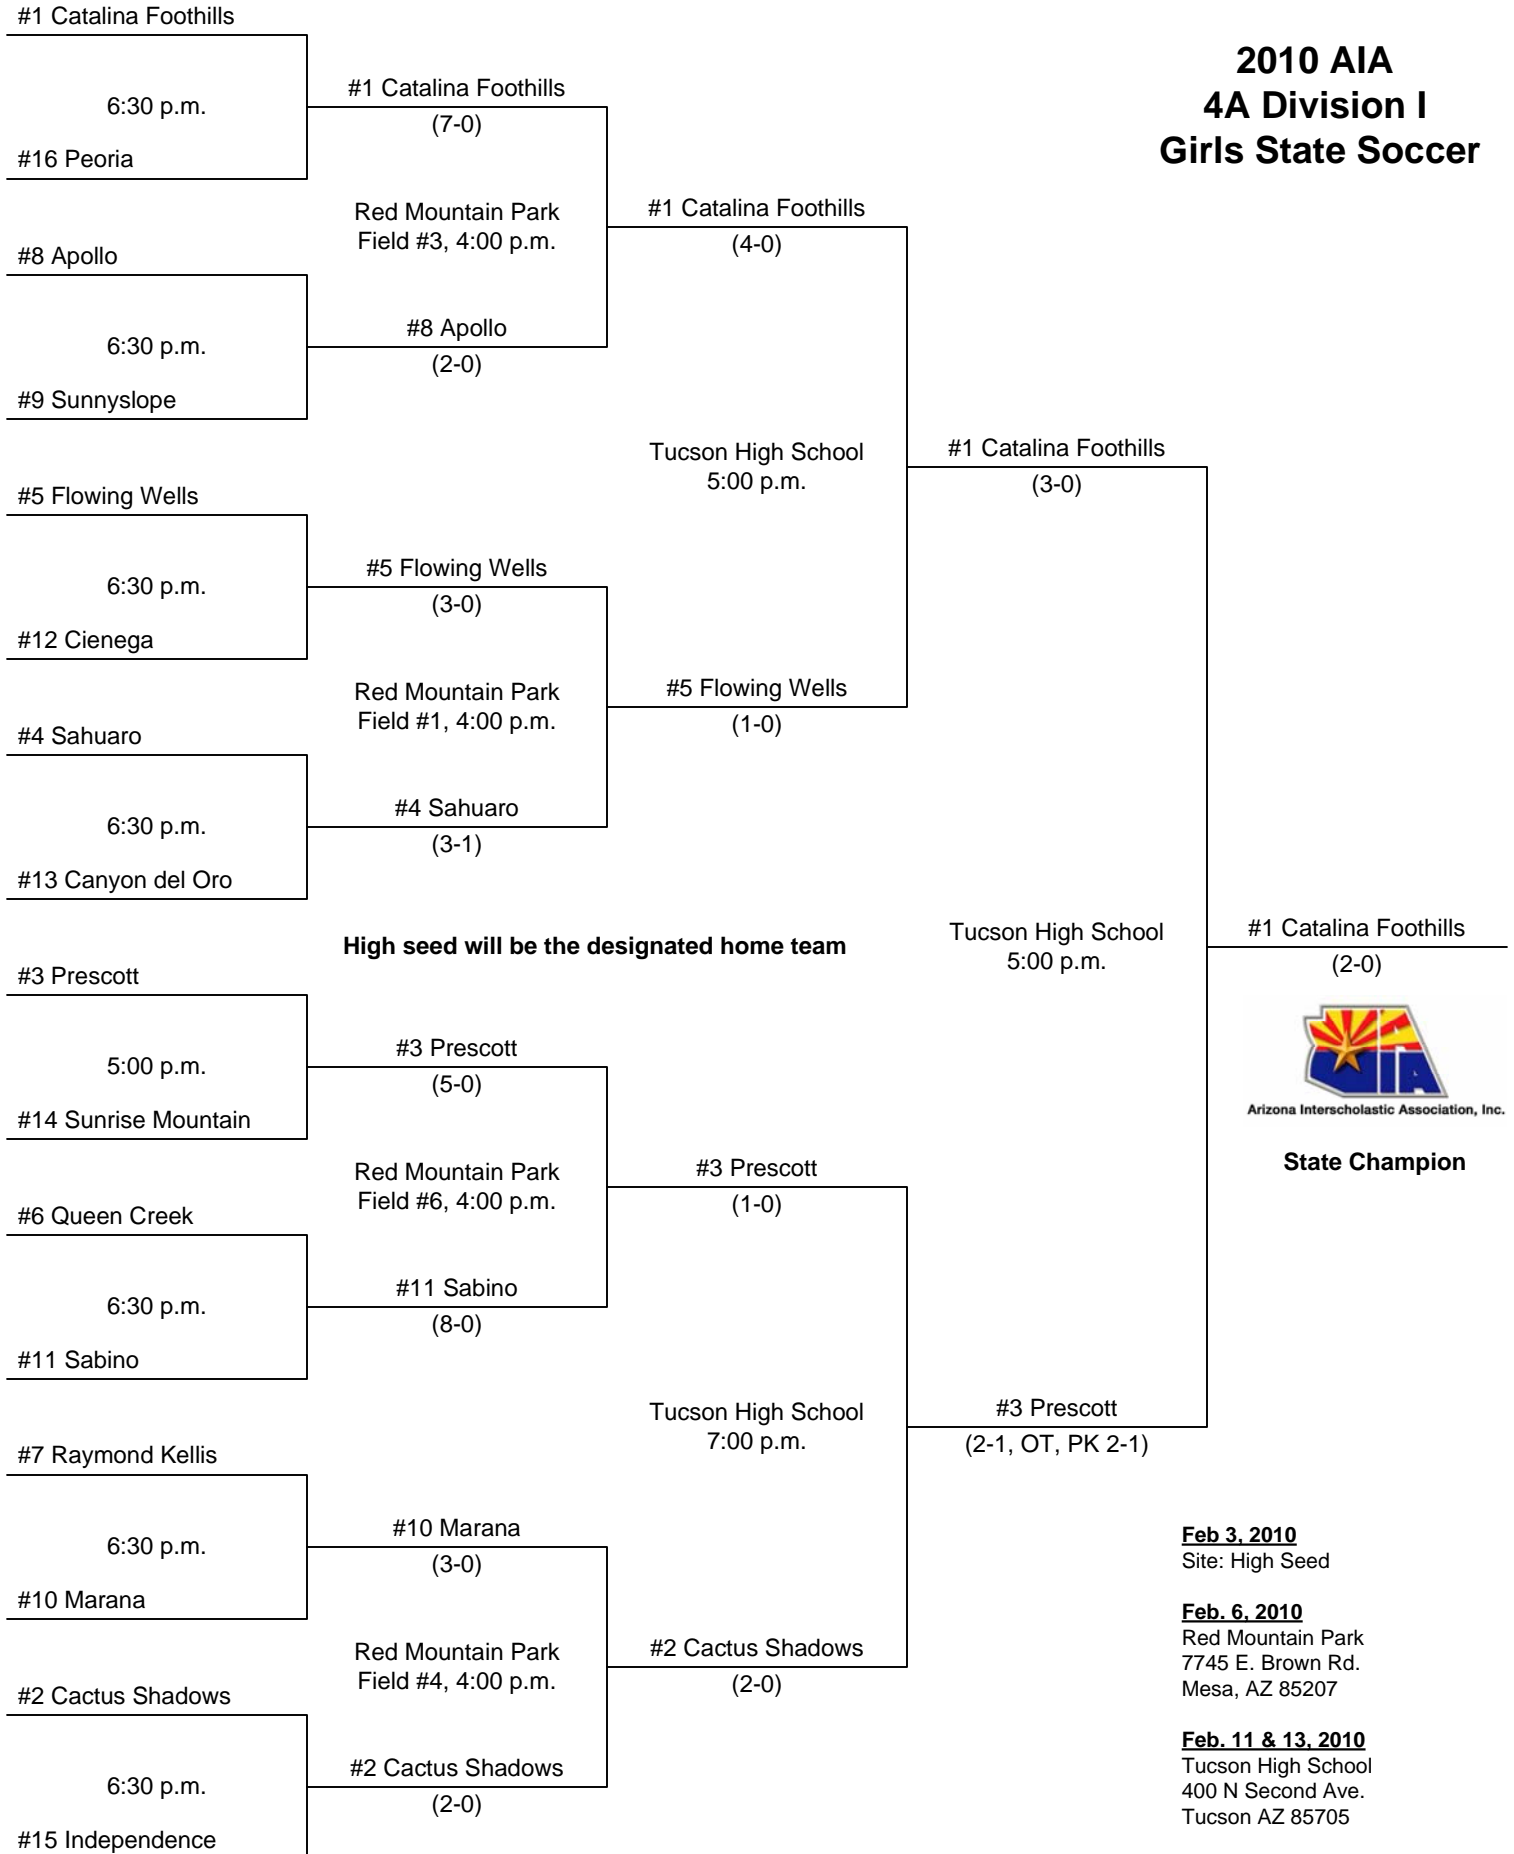 #1 Catalina Foothills
6:30 p.m.
#16 Peoria
#8 Apollo
6:30 p.m.
#9 Sunnyslope
#5 Flowing Wells
6:30 p.m.
#12 Cienega
#4 Sahuaro
6:30 p.m.
#13 Canyon del Oro
#3 Prescott
5:00 p.m.
#14 Sunrise Mountain
#6 Queen Creek
6:30 p.m.
#11 Sabino
#7 Raymond Kellis
6:30 p.m.
#10 Marana
#2 Cactus Shadows
6:30 p.m.
#15 Independence
#1 Catalina Foothills
(7-0)
Red Mountain Park
Field #3, 4:00 p.m.
#8 Apollo
(2-0)
#5 Flowing Wells
(3-0)
Red Mountain Park
Field #1, 4:00 p.m.
#4 Sahuaro
(3-1)
High seed will be the designated home team
#3 Prescott
(5-0)
Red Mountain Park
Field #6, 4:00 p.m.
#11 Sabino
(8-0)
#10 Marana
(3-0)
Red Mountain Park
Field #4, 4:00 p.m.
#2 Cactus Shadows
(2-0)
#1 Catalina Foothills
(4-0)
Tucson High School
5:00 p.m.
#5 Flowing Wells
(1-0)
#3 Prescott
(1-0)
Tucson High School
7:00 p.m.
#2 Cactus Shadows
(2-0)
#1 Catalina Foothills
(3-0)
Tucson High School
5:00 p.m.
#3 Prescott
(2-1, OT, PK 2-1)
2010 AIA
4A Division I
Girls State Soccer
#1 Catalina Foothills
(2-0)
AIA
Arizona Interscholastic Association, Inc.
State Champion
Feb 3, 2010
Site: High Seed
Feb. 6, 2010
Red Mountain Park
7745 E. Brown Rd.
Mesa, AZ 85207
Feb. 11 & 13, 2010
Tucson High School
400 N Second Ave.
Tucson AZ 85705